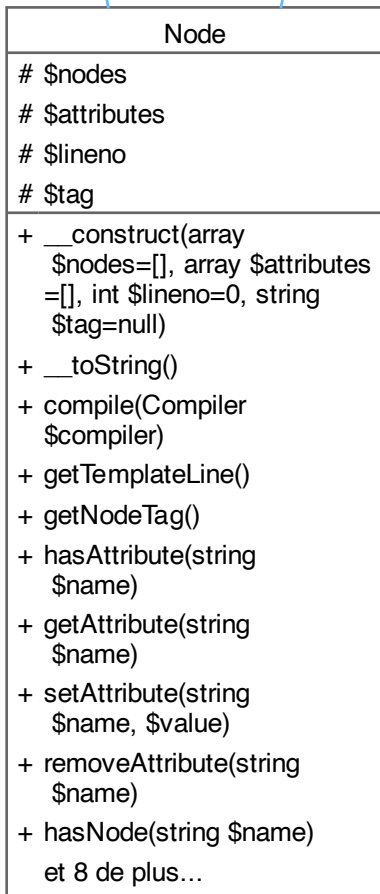 Node
# $nodes
# $attributes
# $lineno
# $tag
+ __construct(array
$nodes=[], array $attributes
=[], int $lineno=0, string
$tag=null)
+ __toString()
+ compile(Compiler
$compiler)
+ getTemplateLine()
+ getNodeTag()
+ hasAttribute(string
$name)
+ getAttribute(string
$name)
+ setAttribute(string
$name, $value)
+ removeAttribute(string
$name)
+ hasNode(string $name)
et 8 de plus...